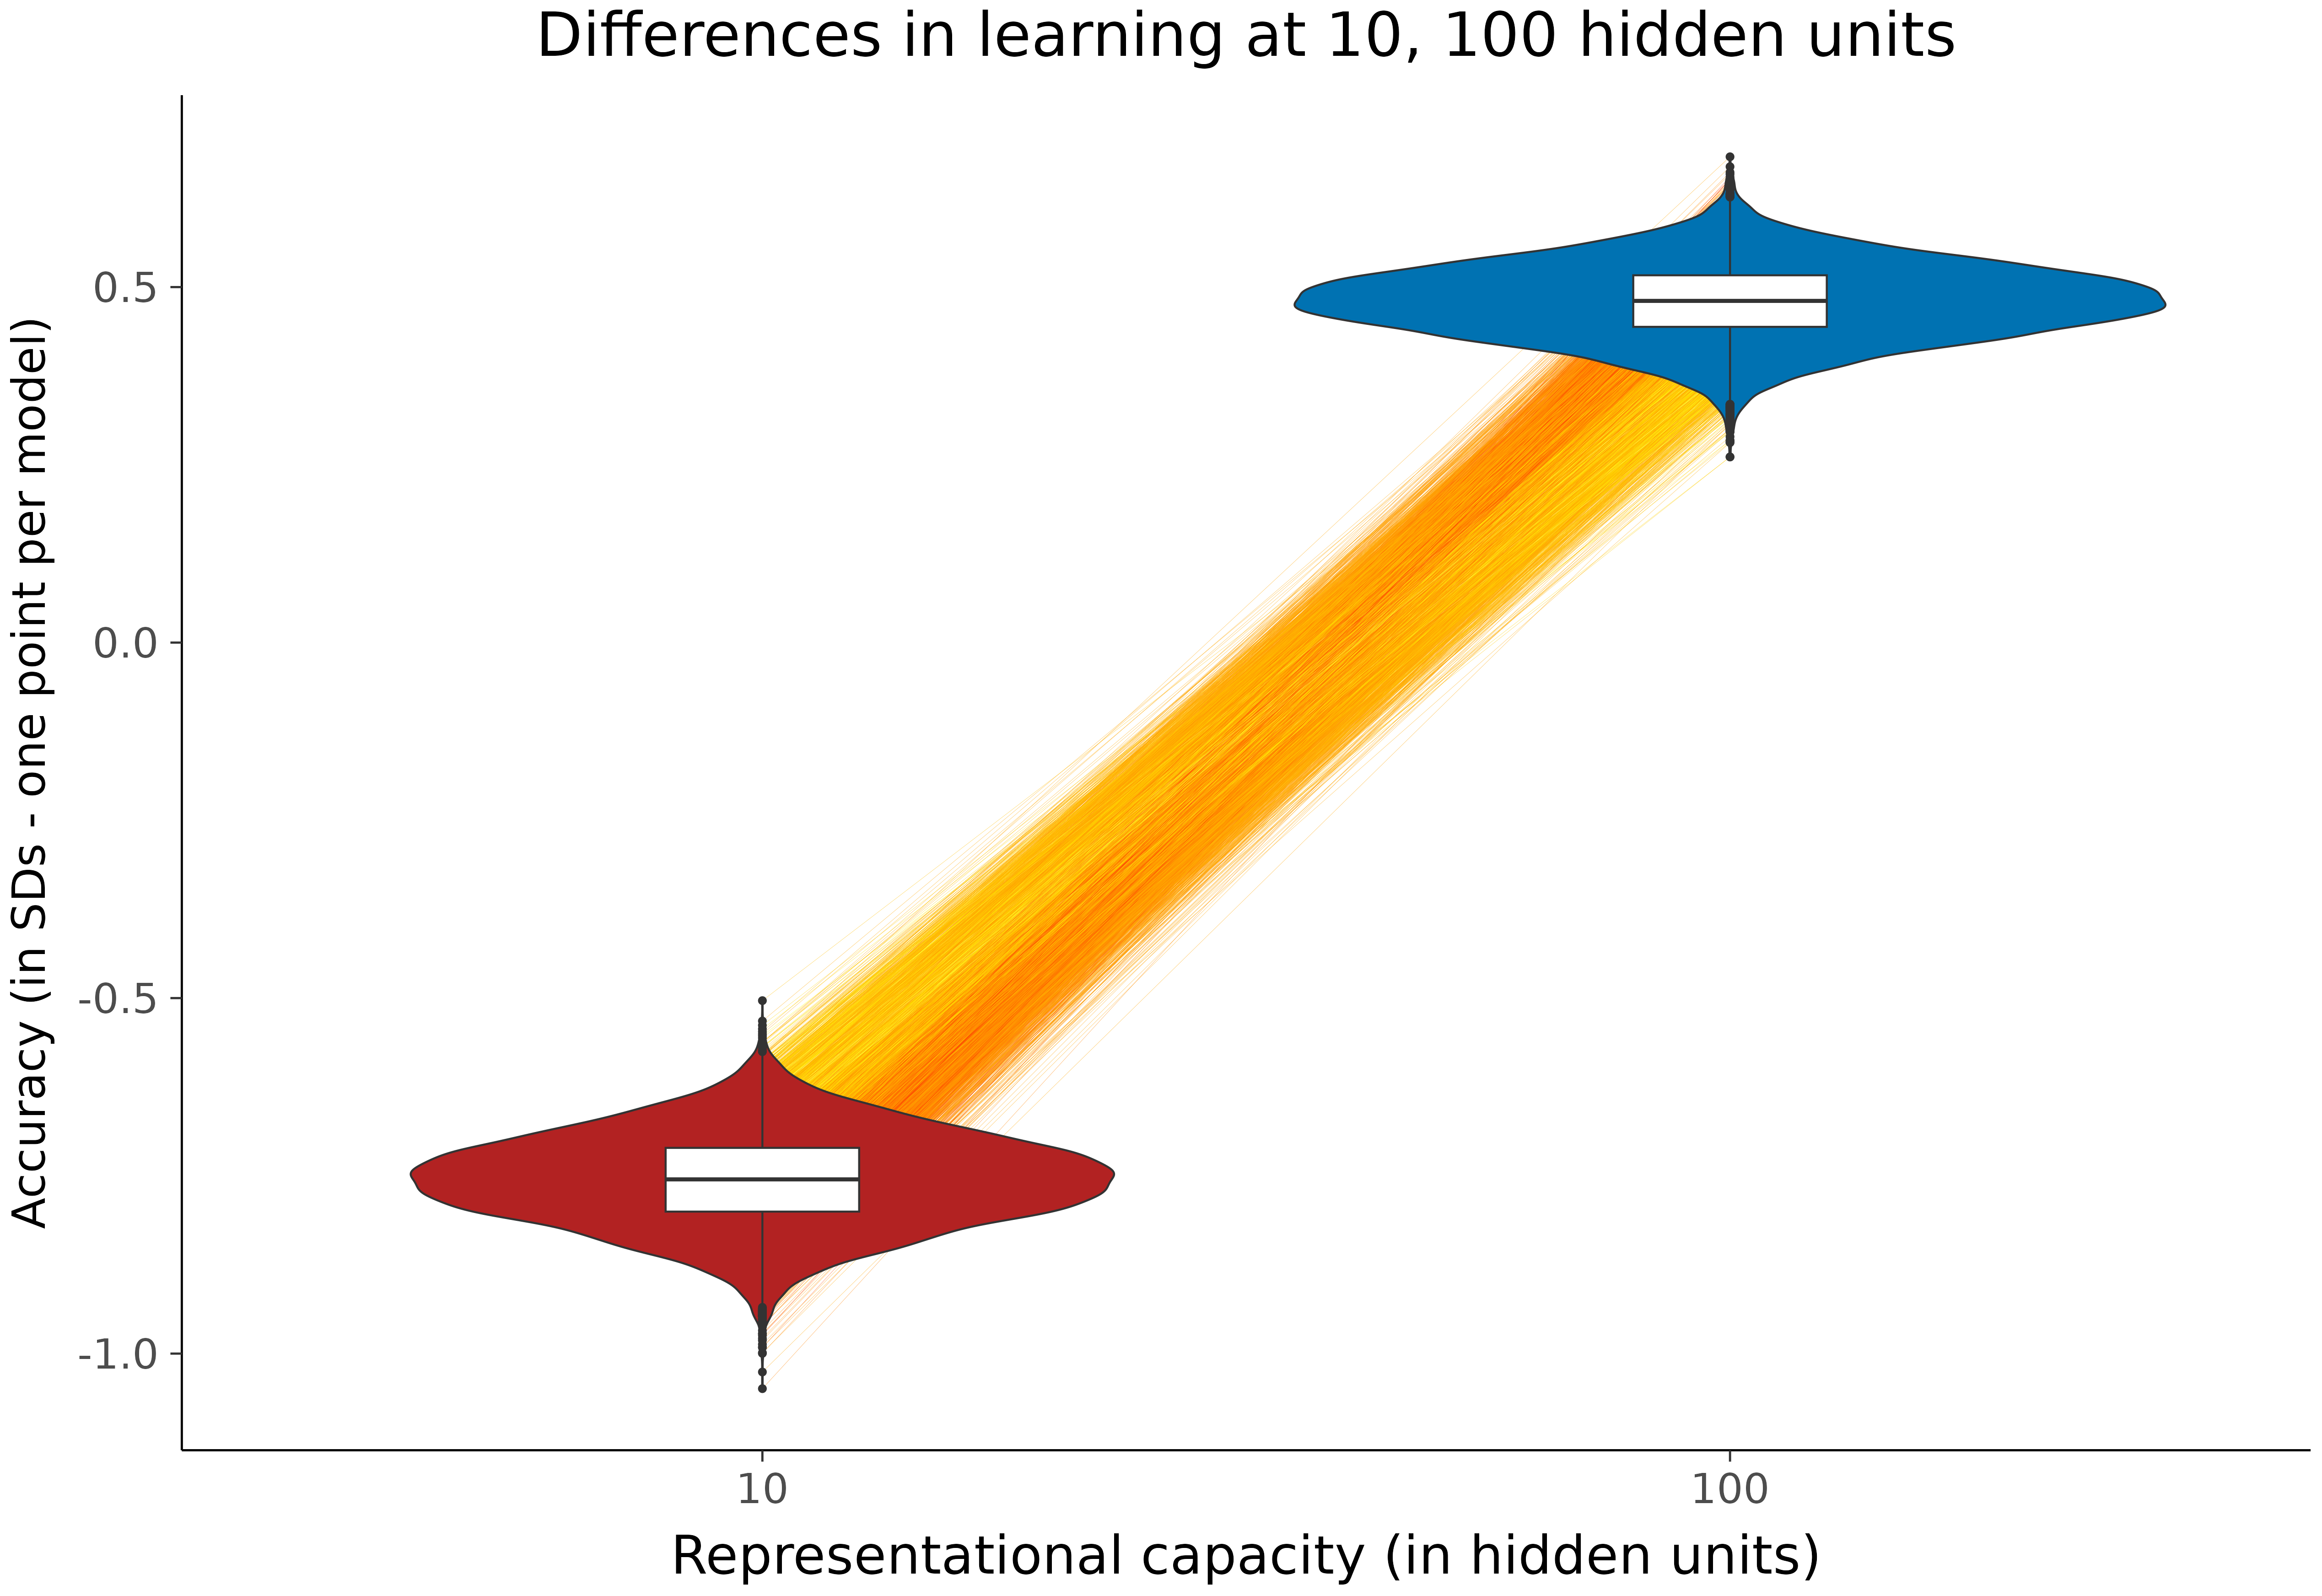 Differences in learning at 10, 100 hidden units
Accuracy (in SDs - one point per model)
0.5
0.0
-0.5
-1.0
10
100
Representational capacity (in hidden units)